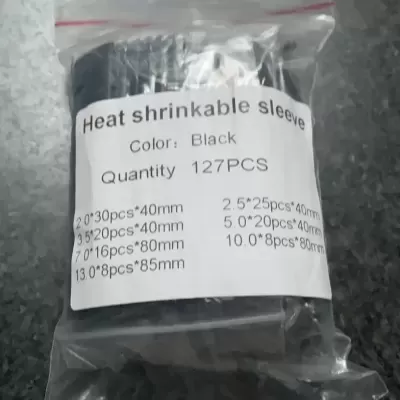 Heat shrinkable sleeve
Color: Black
Quantity 127PCS
2.0*30pcs*40mm 2.5*25pcs*40mm
3.5*20pcs*40mm 5.0*20pcs*40mm
7.0*16pcs*80mm 10.0*8pcs*80mm
13.0*8pcs*85mm